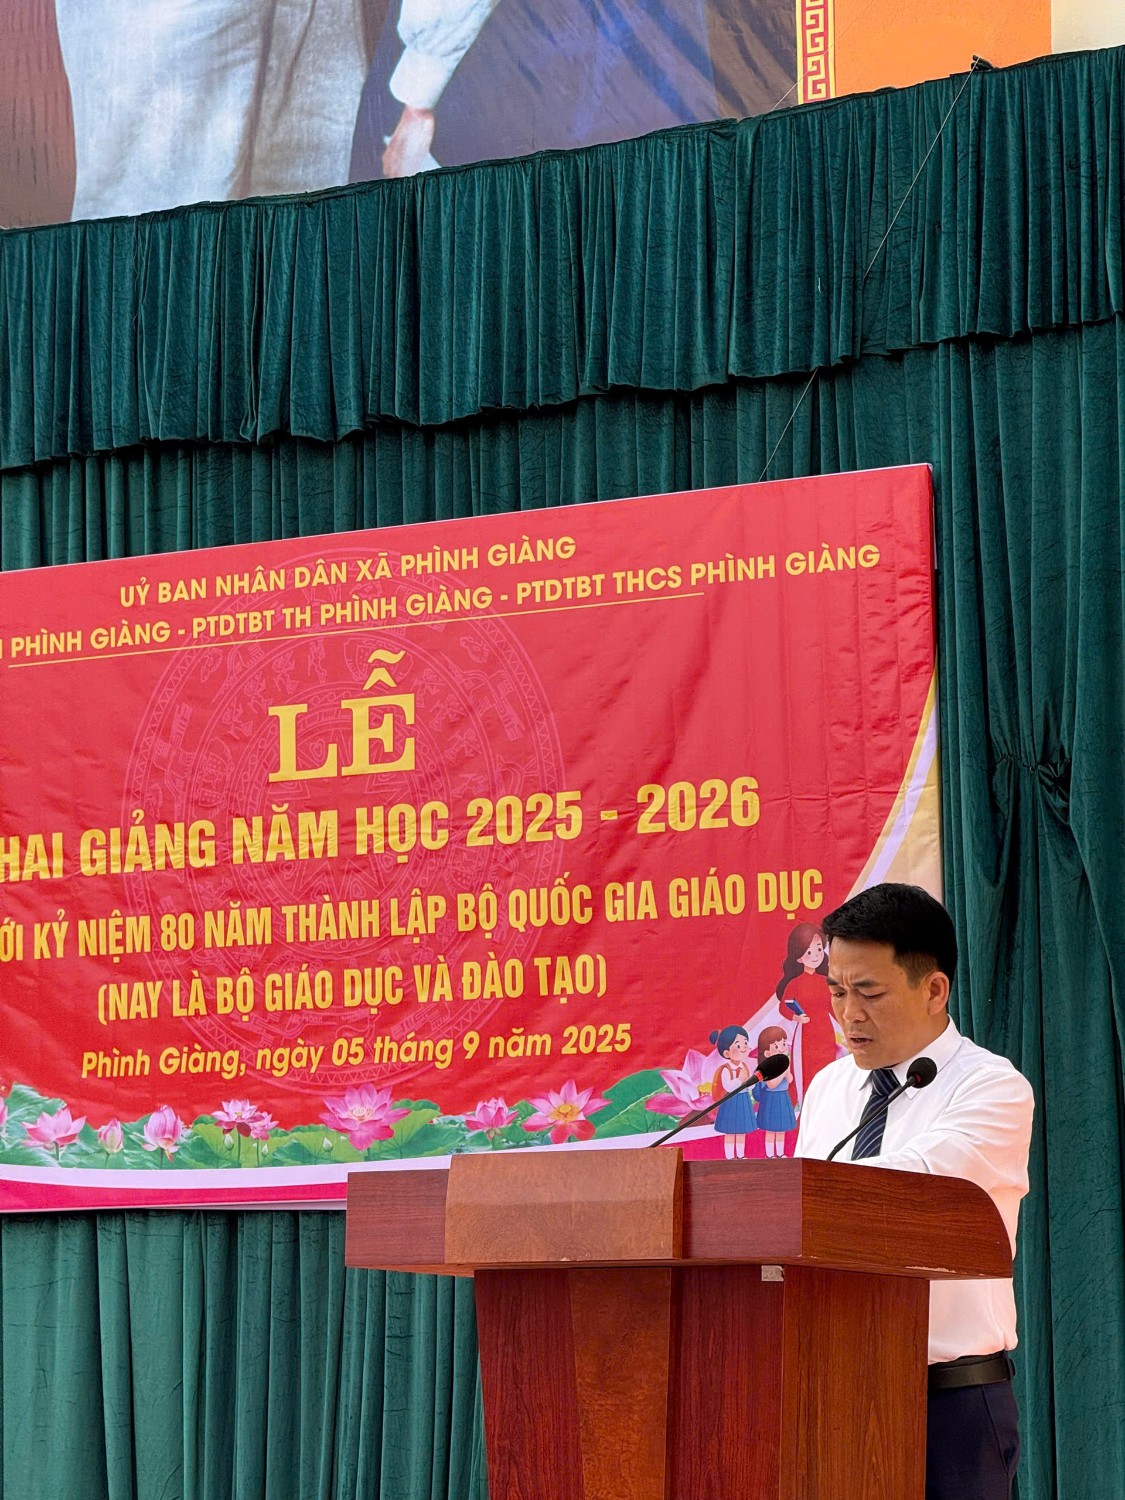 UỶ BAN NHÂN DÂN XÃ PHÌNH GIÀNG
PHÌNH GIÀNG - PTDTBT TH PHÌNH GIÀNG - PTDTBT THCS PHÌNH GIÀNG
LỄ
HAI GIẢNG NĂM HỌC 2025 - 2026
ỚI KỶ NIỆM 80 NĂM THÀNH LẬP BỘ QUỐC GIA GIÁO DỤC
(NAY LÀ BỘ GIÁO DỤC VÀ ĐÀO TẠO)
Phình Giàng, ngày 05 tháng 9 năm 2025